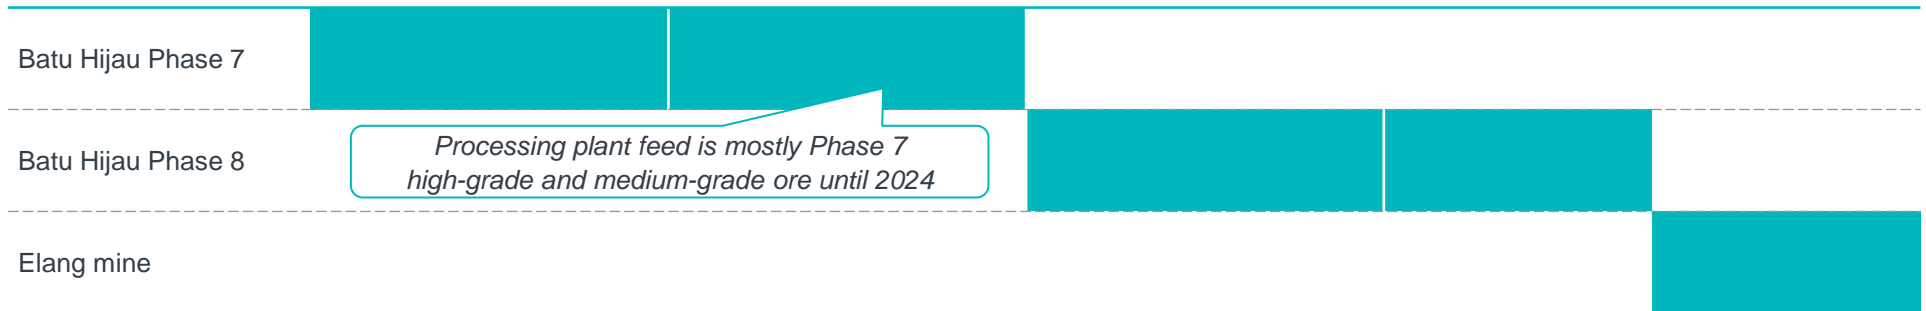 Batu Hijau Phase 7
Batu Hijau Phase 8
Processing plant feed is mostly Phase 7
high-grade and medium-grade ore until 2024
Elang mine